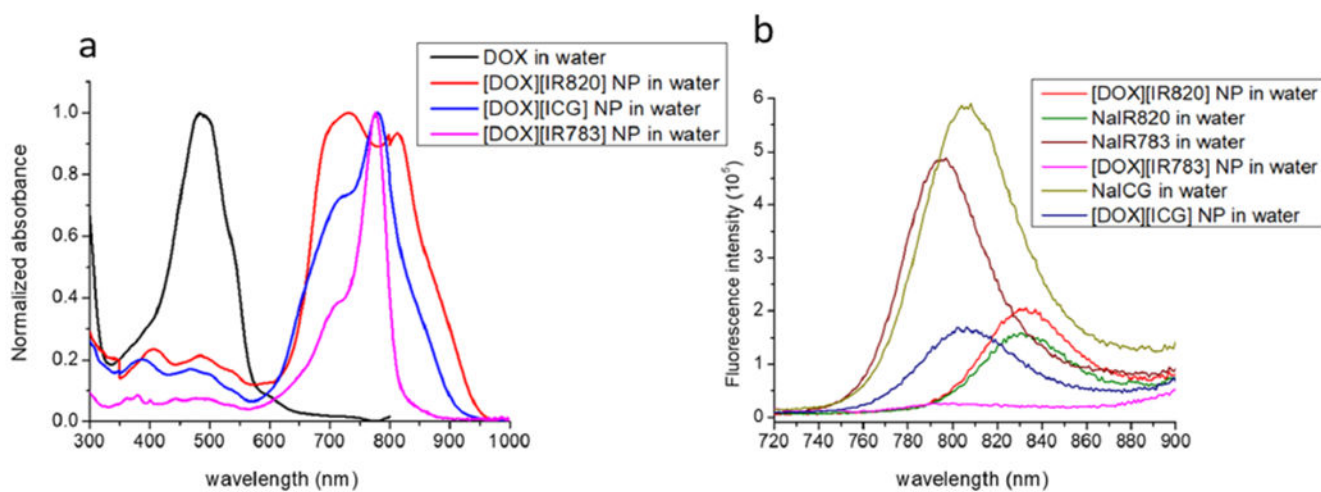 a
DOX in water
[DOX][IR820] NP in water
[DOX][ICG] NP in water
[DOX][IR783] NP in water
Normalized absorbance
1.0
0.8
0.6
0.4
0.2
0.0
300 400 500 600 700 800 900 1000
wavelength (nm)
b
[DOX][IR820] NP in water
NaIR820 in water
NaIR783 in water
[DOX][IR783] NP in water
NaICG in water
[DOX][ICG] NP in water
Fluorescence intensity (10⁵)
6
5
4
3
2
1
0
720 740 760 780 800 820 840 860 880 900
wavelength (nm)